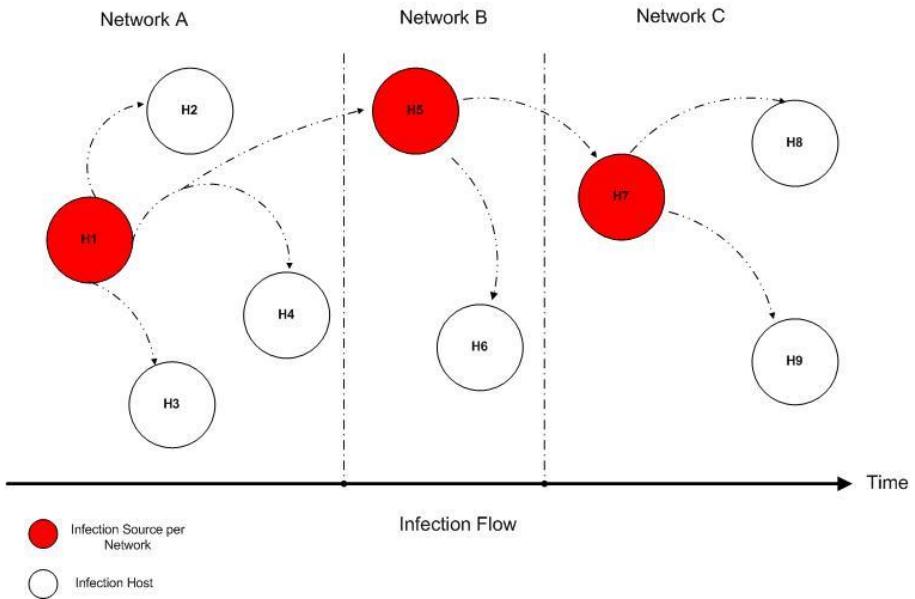 Network A
Network B
Network C
H2
H5
H8
H7
H1
H4
H6
H9
H3
Time
Infection Flow
Infection Source per
Network
Infection Host